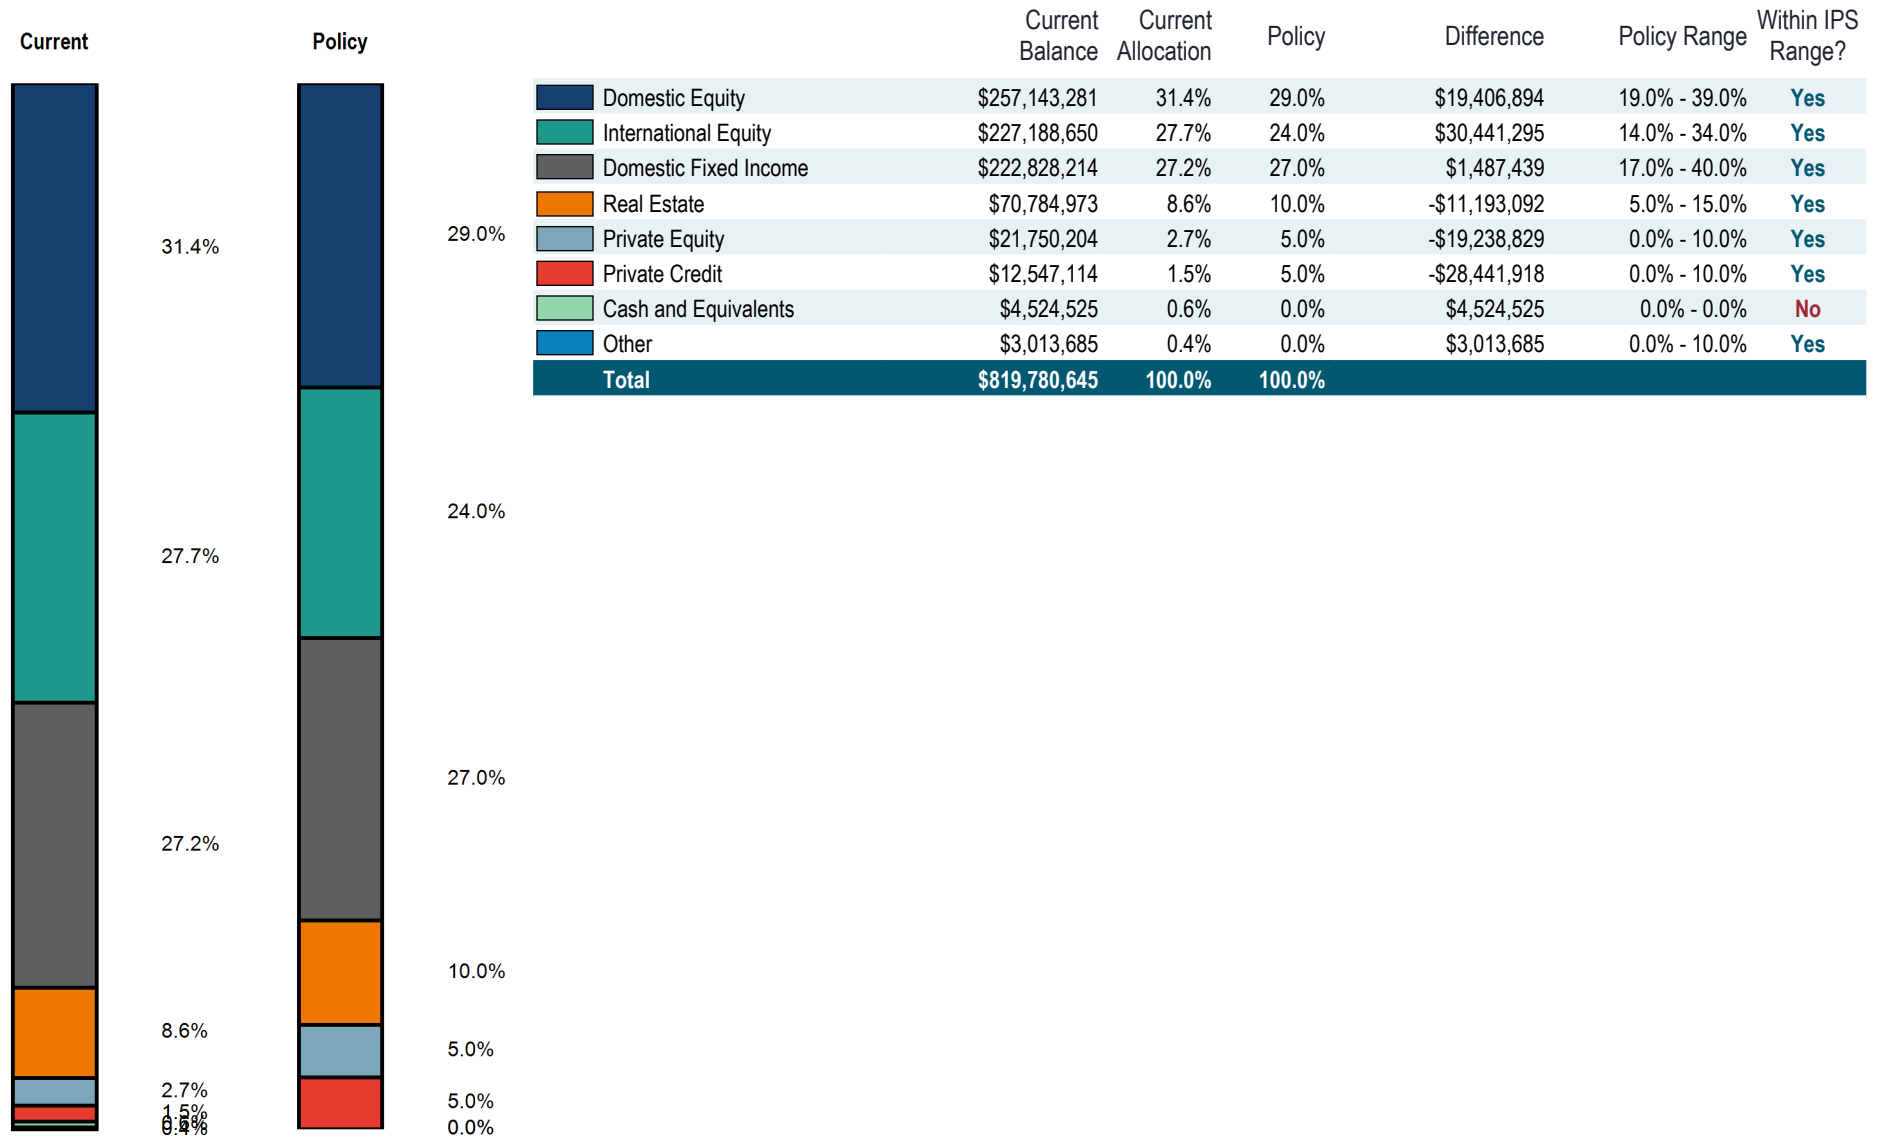 Current
Policy
31.4%
27.7%
27.2%
8.6%
2.7%
1.5%
0.6%
0.4%
29.0%
24.0%
27.0%
10.0%
5.0%
5.0%
0.0%
Current Balance Current Allocation Policy Difference Policy Range Within IPS Range?
Domestic Equity $257,143,281 31.4% 29.0% $19,406,894 19.0% - 39.0% Yes
International Equity $227,188,650 27.7% 24.0% $30,441,295 14.0% - 34.0% Yes
Domestic Fixed Income $222,828,214 27.2% 27.0% $1,487,439 17.0% - 40.0% Yes
Real Estate $70,784,973 8.6% 10.0% -$11,193,092 5.0% - 15.0% Yes
Private Equity $21,750,204 2.7% 5.0% -$19,238,829 0.0% - 10.0% Yes
Private Credit $12,547,114 1.5% 5.0% -$28,441,918 0.0% - 10.0% Yes
Cash and Equivalents $4,524,525 0.6% 0.0% $4,524,525 0.0% - 0.0% No
Other $3,013,685 0.4% 0.0% $3,013,685 0.0% - 10.0% Yes
Total $819,780,645 100.0% 100.0%